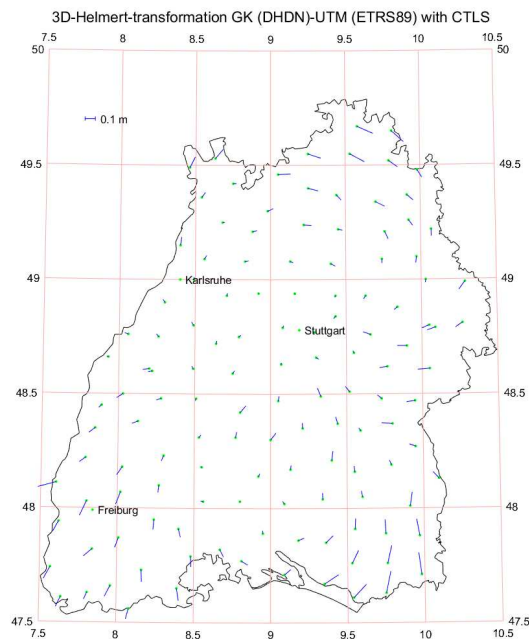 3D-Helmert-transformation GK (DHDN)-UTM (ETRS89) with CTLS
7.5 8 8.5 9 9.5 10 10.5
50 50
0.1 m
49.5 49.5
Karlsruhe
49 49
Stuttgart
48.5 48.5
Freiburg
48 48
47.5 47.5
7.5 8 8.5 9 9.5 10 10.5